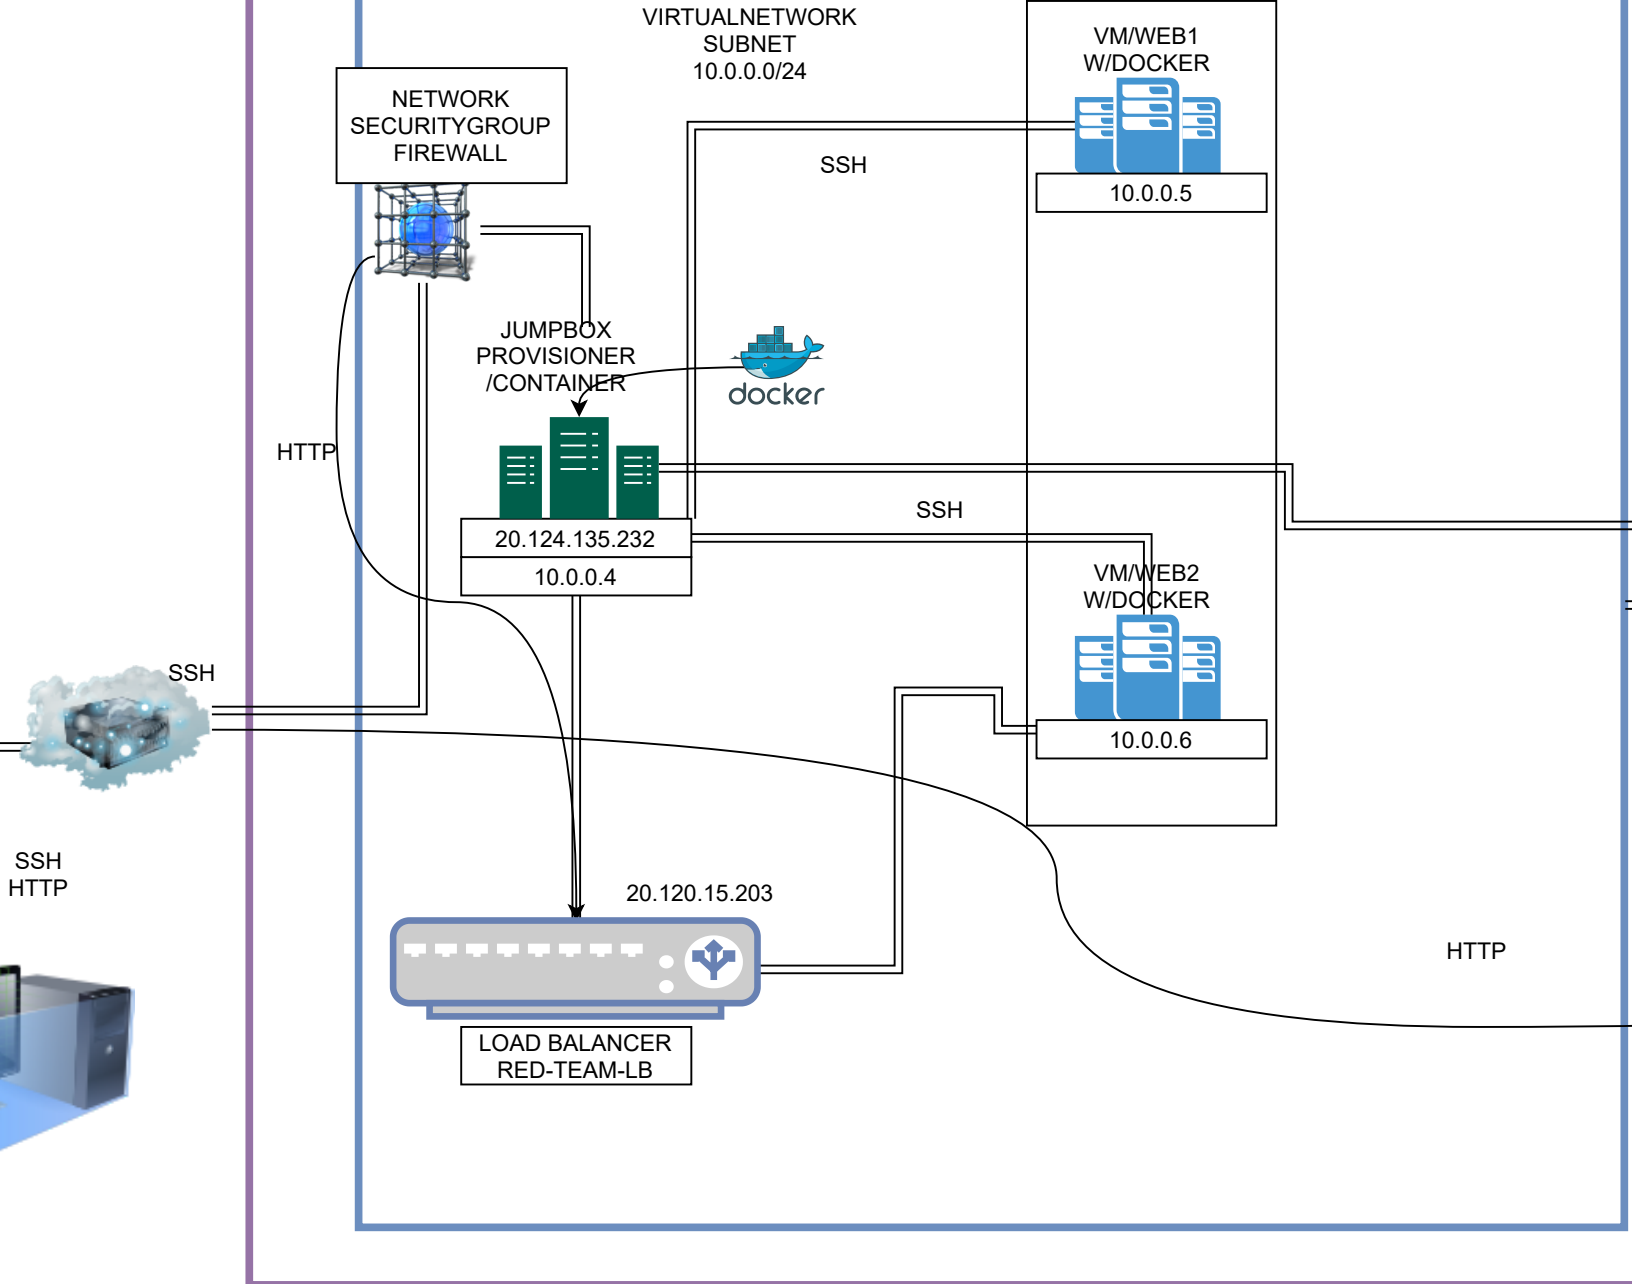 VIRTUALNETWORK
SUBNET
10.0.0.0/24
VM/WEB1
W/DOCKER
10.0.0.5
NETWORK
SECURITYGROUP
FIREWALL
SSH
JUMPBOX
PROVISIONER
/CONTAINER
docker
HTTP
20.124.135.232
10.0.0.4
SSH
VM/WEB2
W/DOCKER
10.0.0.6
SSH
SSH
HTTP
20.120.15.203
LOAD BALANCER
RED-TEAM-LB
HTTP